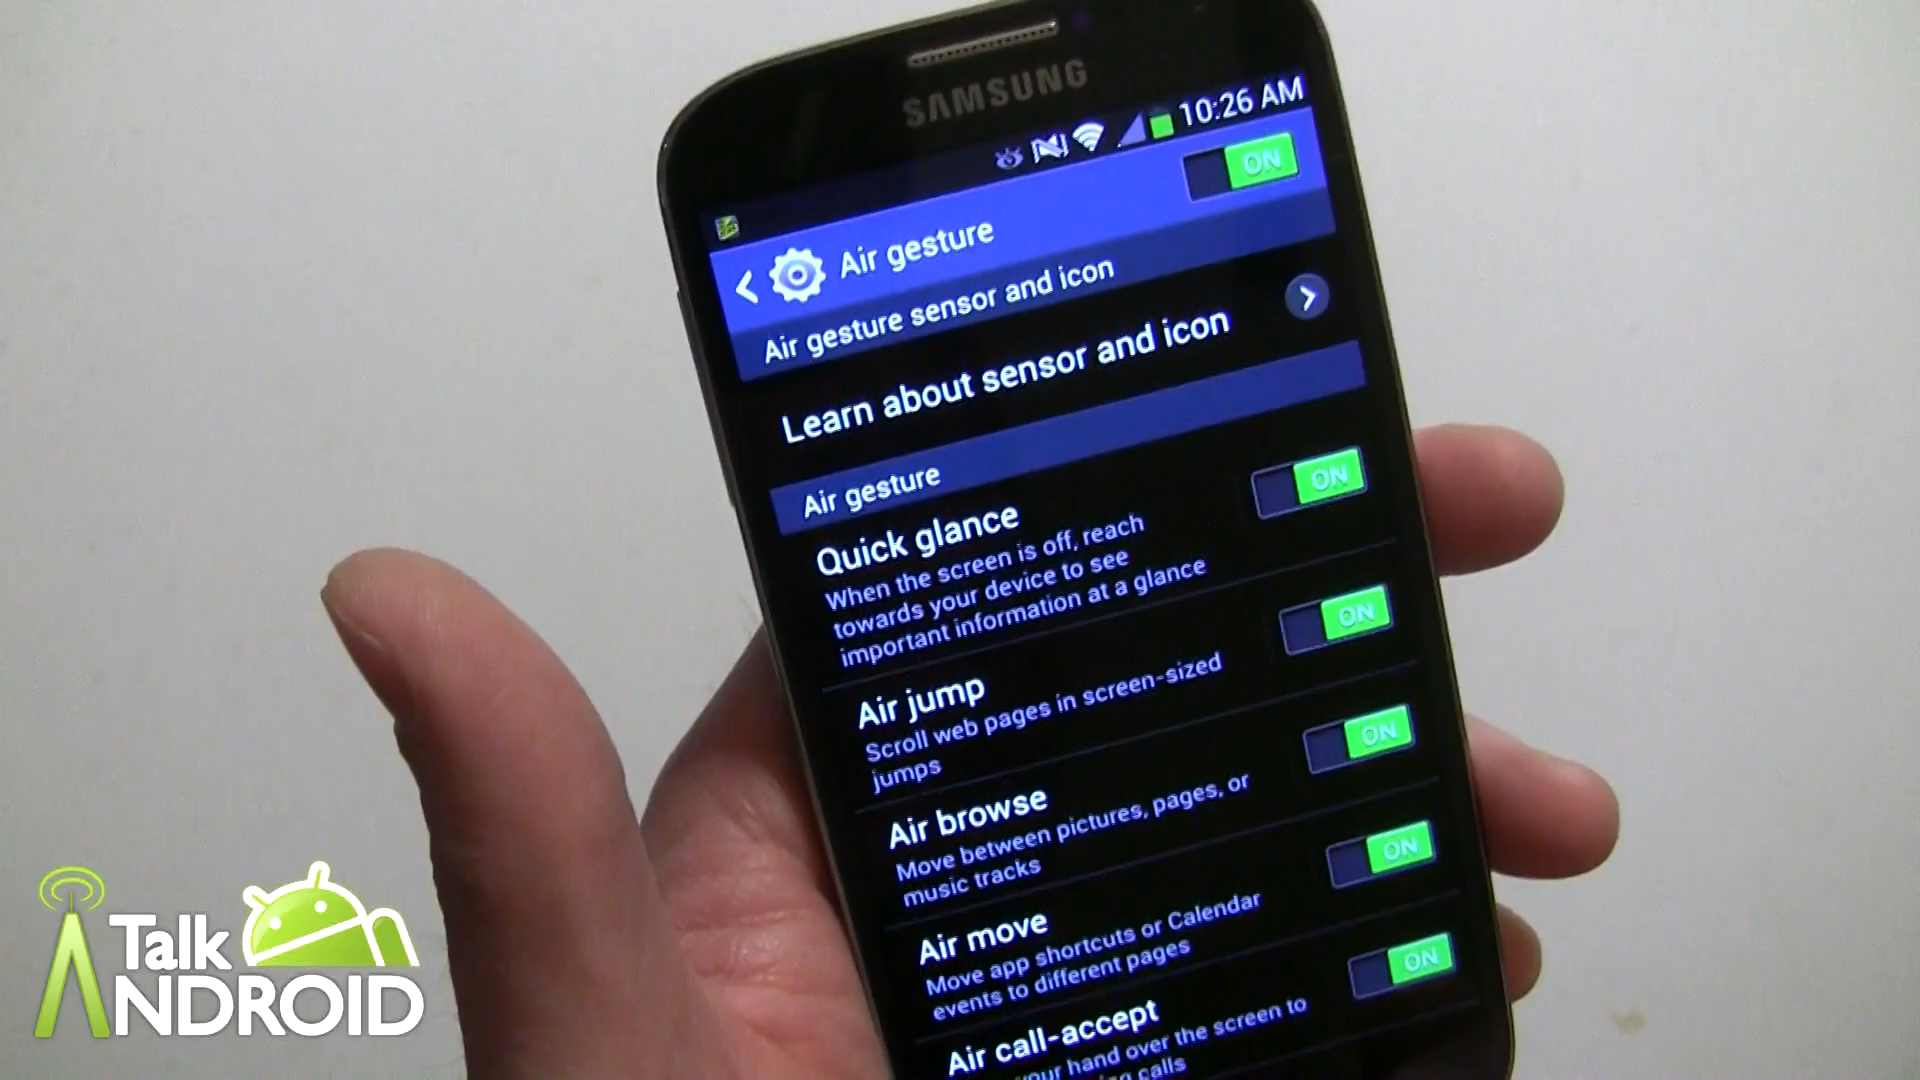 SAMSUNG
10:26 AM
ON
Air gesture
Air gesture sensor and icon
Learn about sensor and icon
Air gesture
Quick glance
ON
When the screen is off, reach
towards your device to see
important information at a glance
Air jump
ON
Scroll web pages in screen-sized
jumps
Air browse
ON
Move between pictures, pages, or
music tracks
Air move
ON
Move app shortcuts or Calendar
events to different pages
Air call-accept
ON
your hand over the screen to
calls
Talk
ANDROID